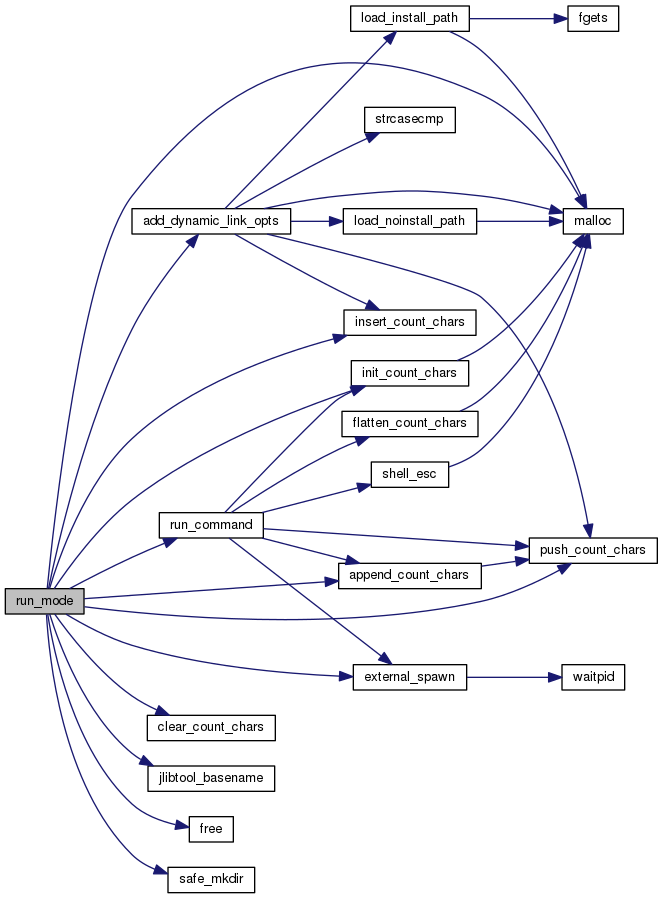 load_install_path
fgets
strcasecmp
add_dynamic_link_opts
load_noinstall_path
malloc
insert_count_chars
init_count_chars
flatten_count_chars
shell_esc
run_command
push_count_chars
append_count_chars
run_mode
external_spawn
waitpid
clear_count_chars
jlibtool_basename
free
safe_mkdir